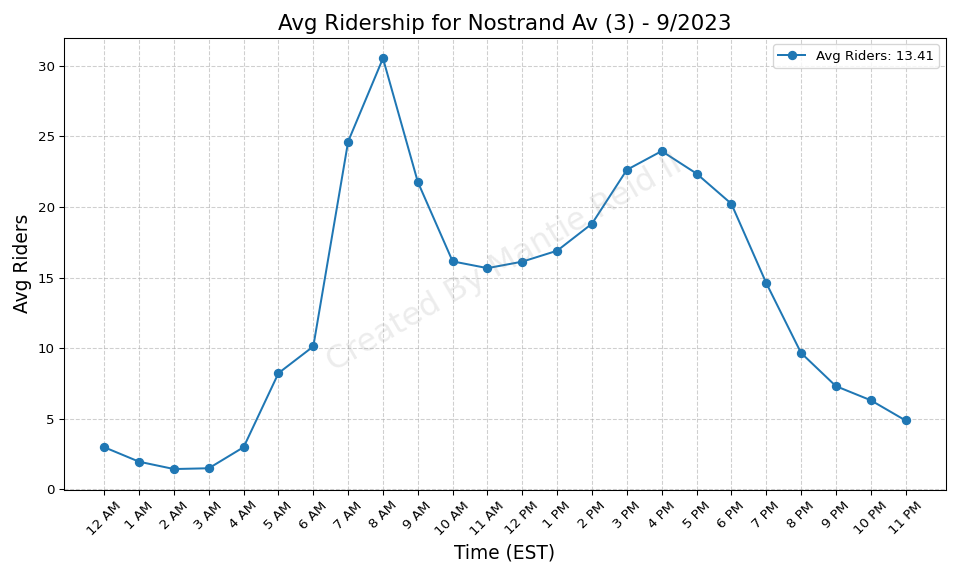 Avg Ridership for Nostrand Av (3) - 9/2023
Avg Riders: 13.41
Avg Riders
30
25
20
15
10
5
0
Created By Mantie Reid II
12 AM
1 AM
2 AM
3 AM
4 AM
5 AM
6 AM
7 AM
8 AM
9 AM
10 AM
11 AM
12 PM
1 PM
2 PM
3 PM
4 PM
5 PM
6 PM
7 PM
8 PM
9 PM
10 PM
11 PM
Time (EST)